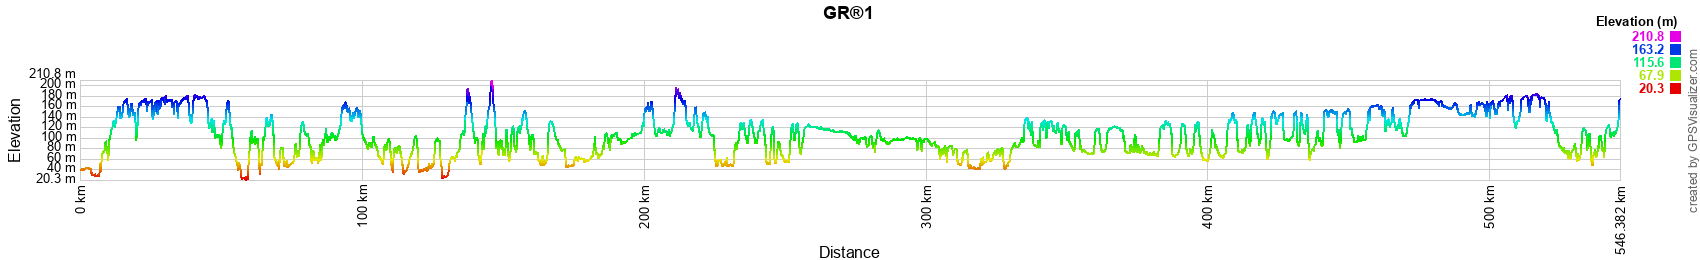 GR®1
Elevation (m)
210.8
163.2
115.6
67.9
20.3
Elevation
210.8 m
200 m
180 m
160 m
140 m
120 m
100 m
80 m
60 m
40 m
20.3 m
0 km
100 km
200 km
300 km
400 km
500 km
546.382 km
Distance
created by GPSVisualizer.com